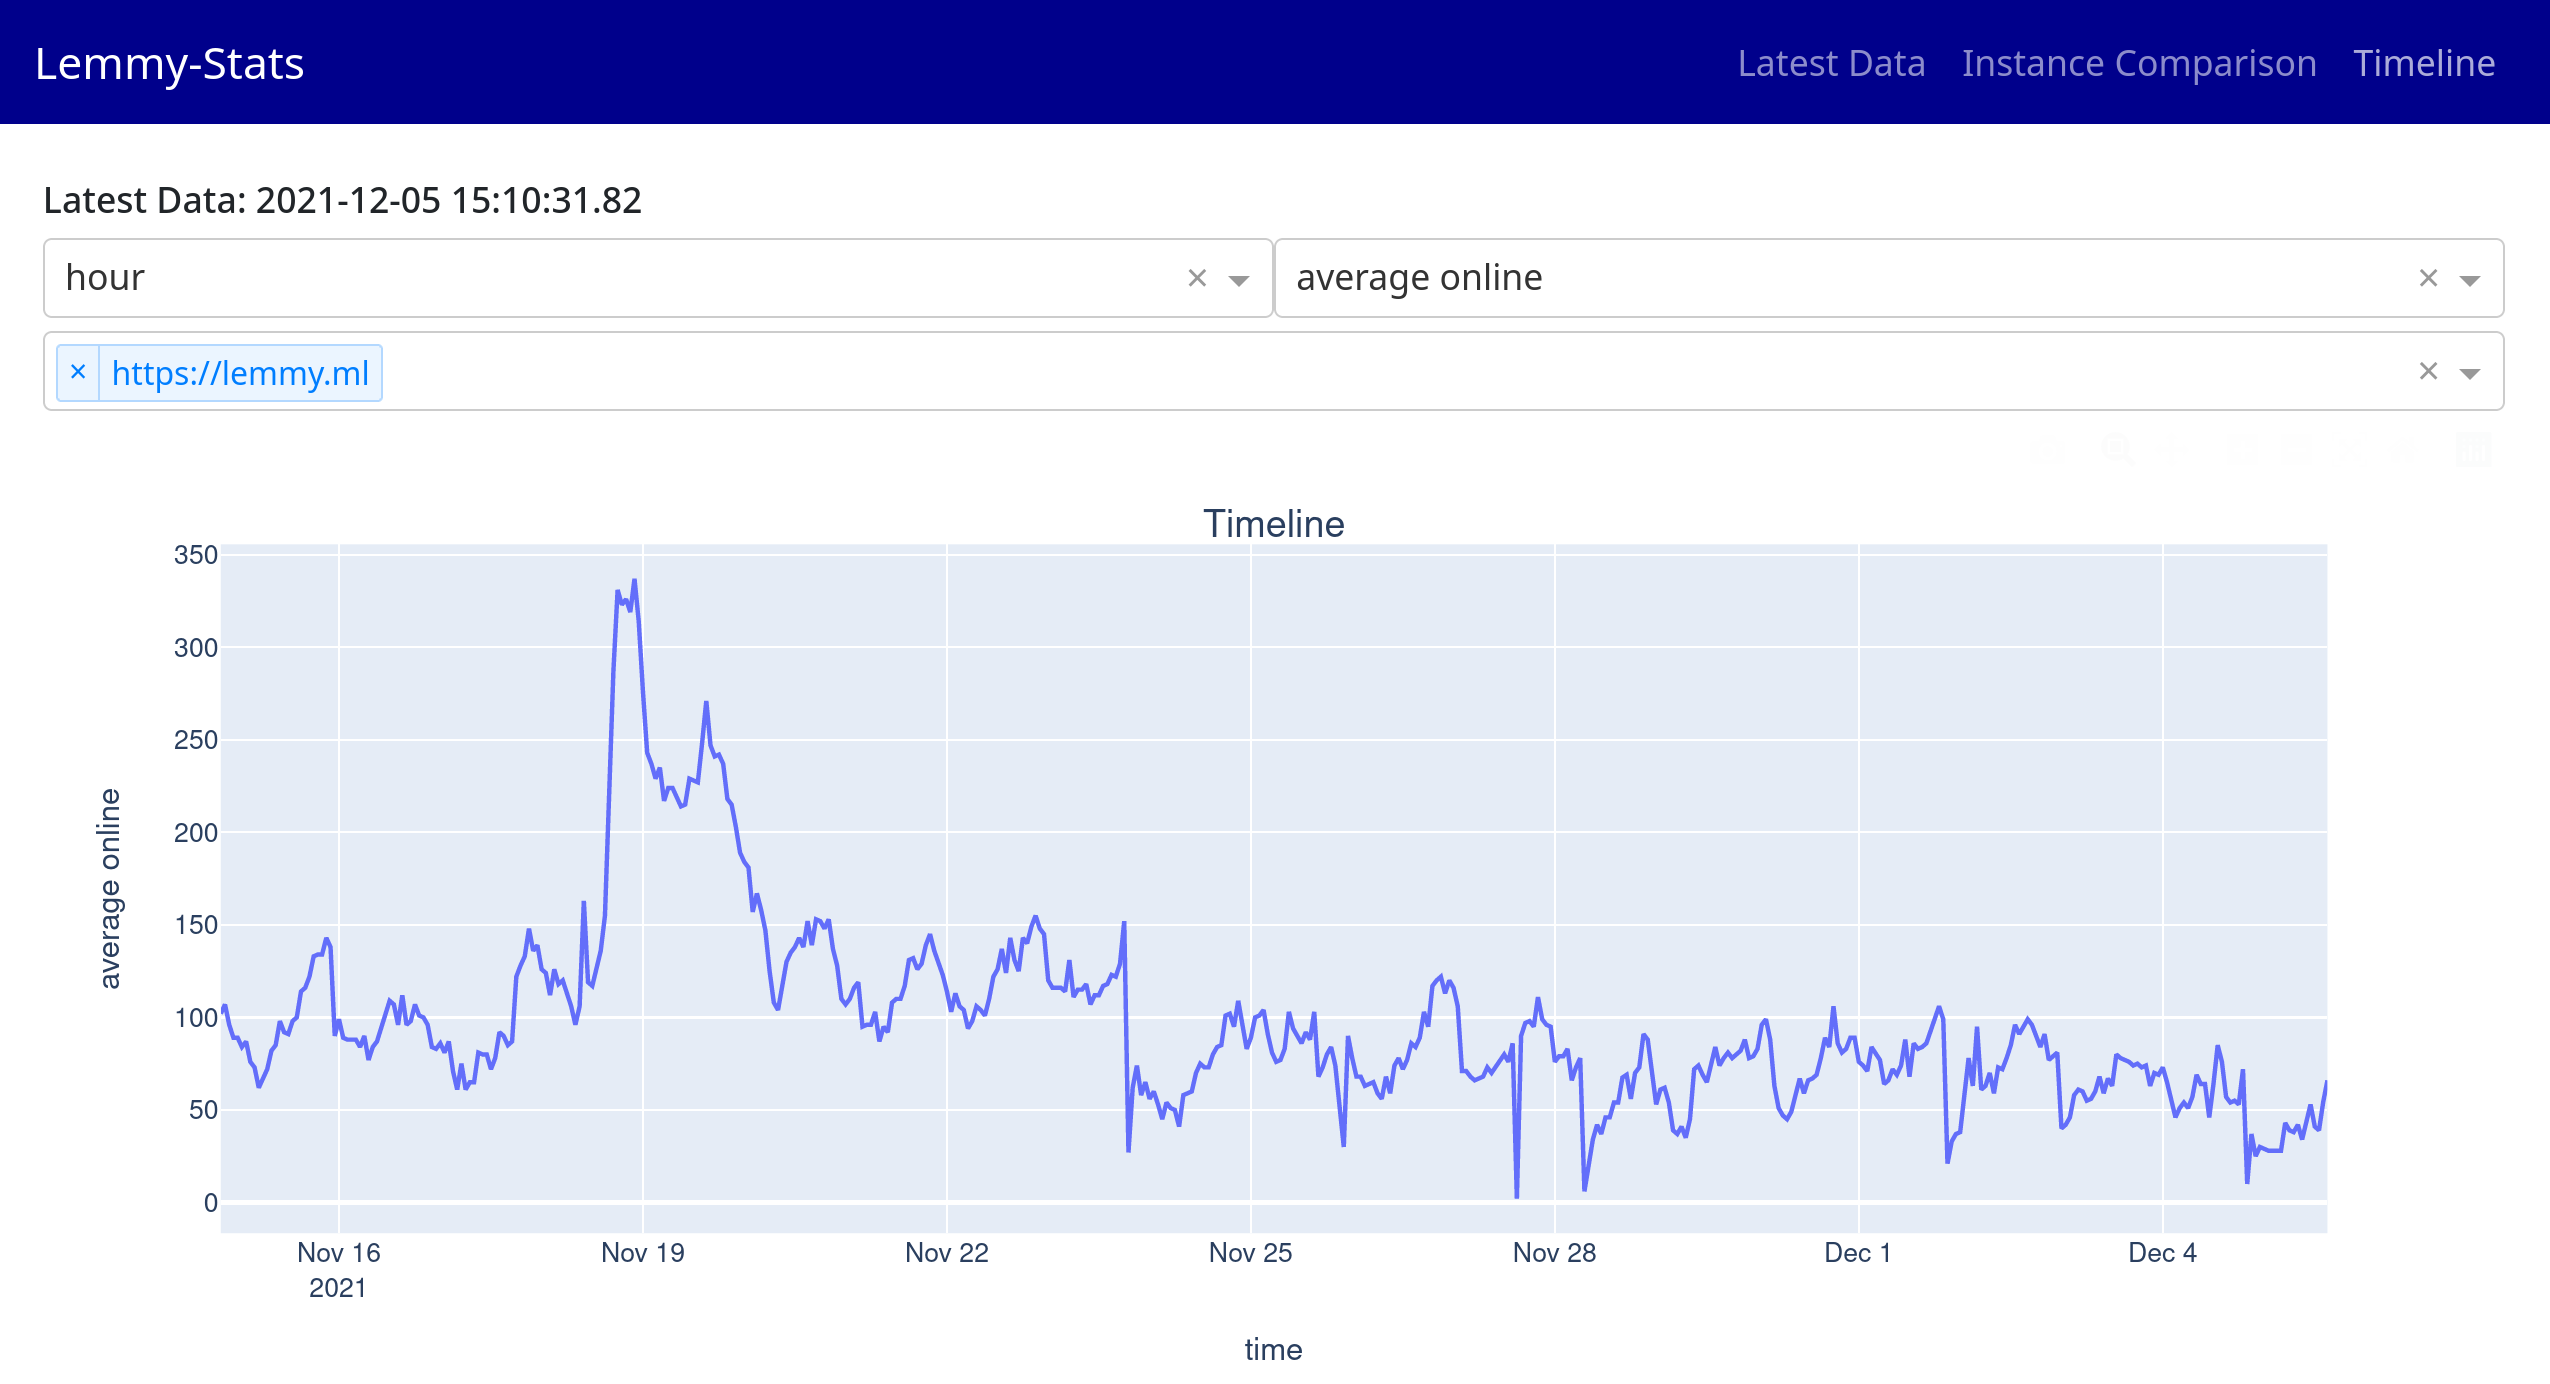 Lemmy-Stats Latest Data Instance Comparison Timeline
Latest Data: 2021-12-05 15:10:31.82
hour × average online ×
× https://lemmy.ml ×
Timeline
350
300
250
200
150
100
50
0
average online
Nov 16 Nov 19 Nov 22 Nov 25 Nov 28 Dec 1 Dec 4
2021
time